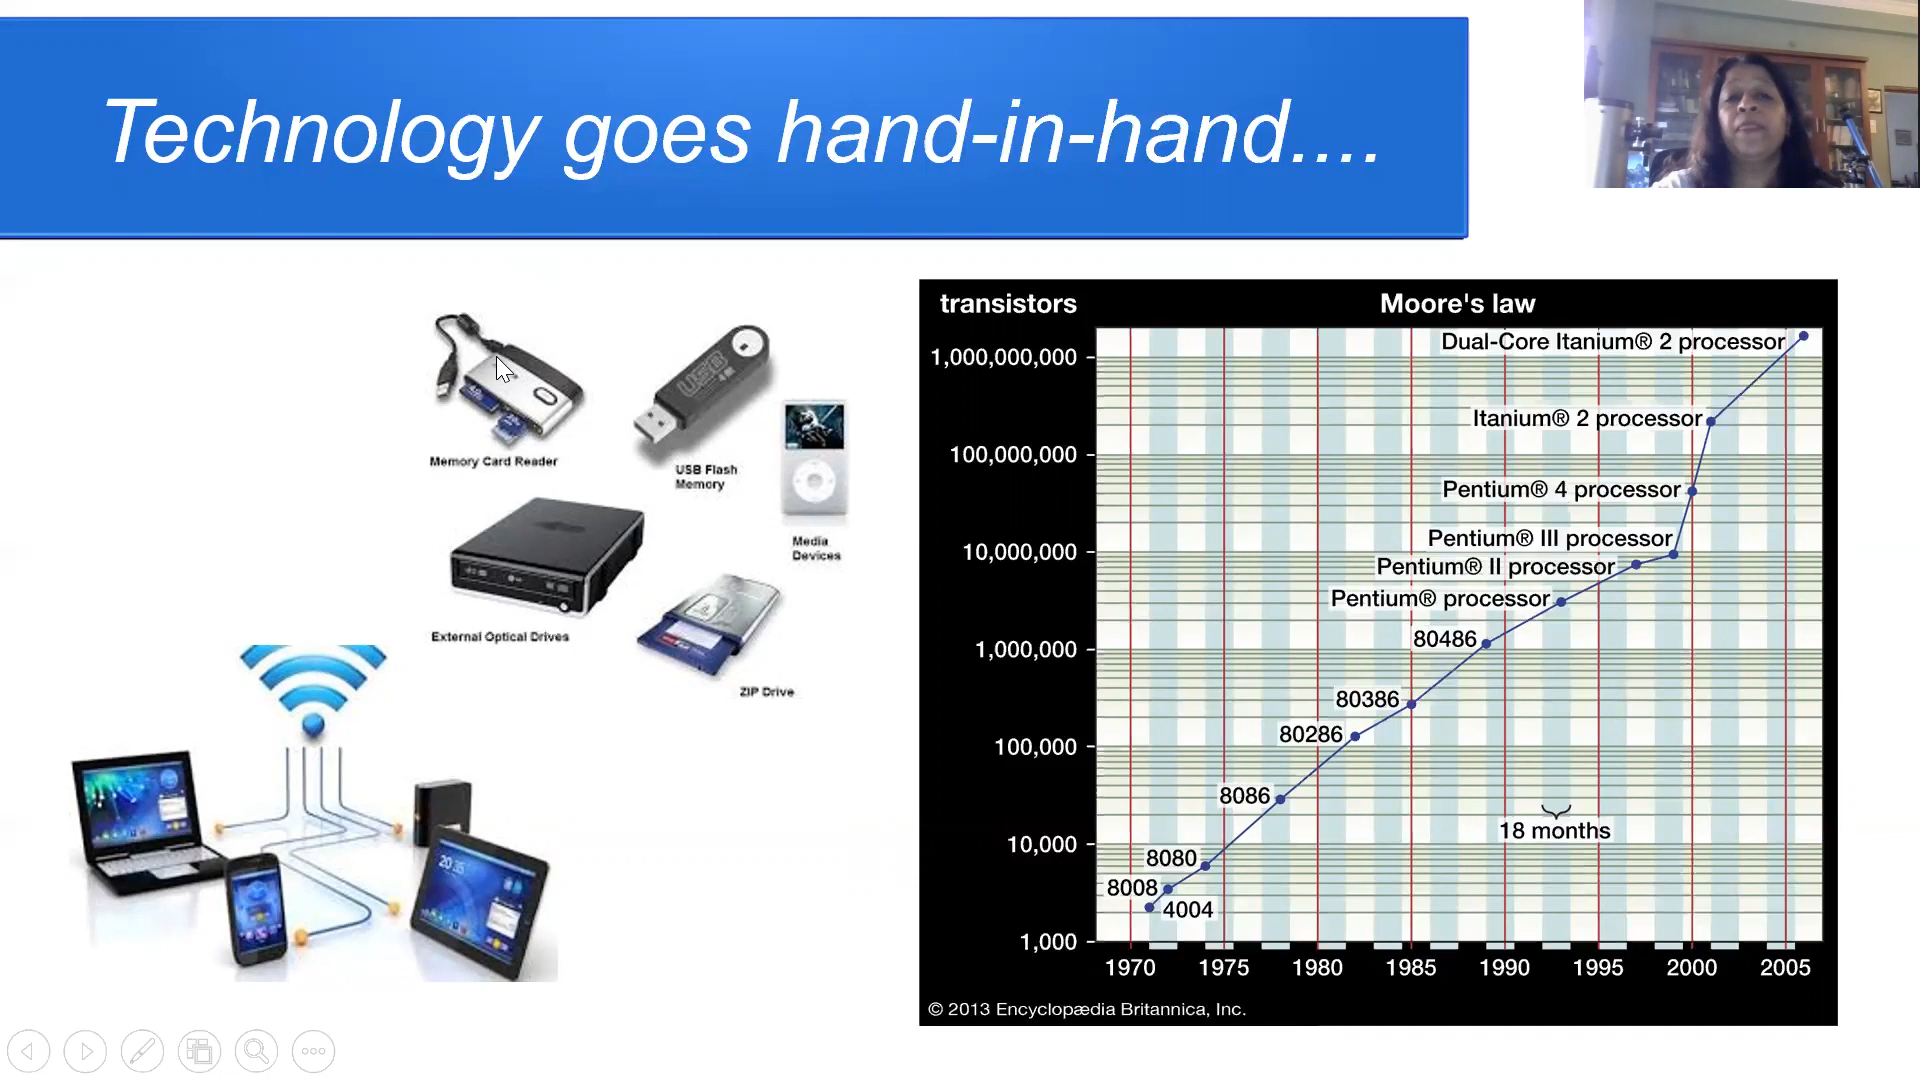 Technology goes hand-in-hand....
Memory Card Reader
USB Flash
Memory
Media
Devices
External Optical Drives
ZIP Drive
USB
20 35
transistors
Moore's law
1,000,000,000
100,000,000
10,000,000
1,000,000
100,000
10,000
1,000
Dual-Core Itanium® 2 processor
Itanium® 2 processor
Pentium® 4 processor
Pentium® III processor
Pentium® II processor
Pentium® processor
80486
80386
80286
8086
8080
8008
4004
18 months
1970 1975 1980 1985 1990 1995 2000 2005
© 2013 Encyclopædia Britannica, Inc.